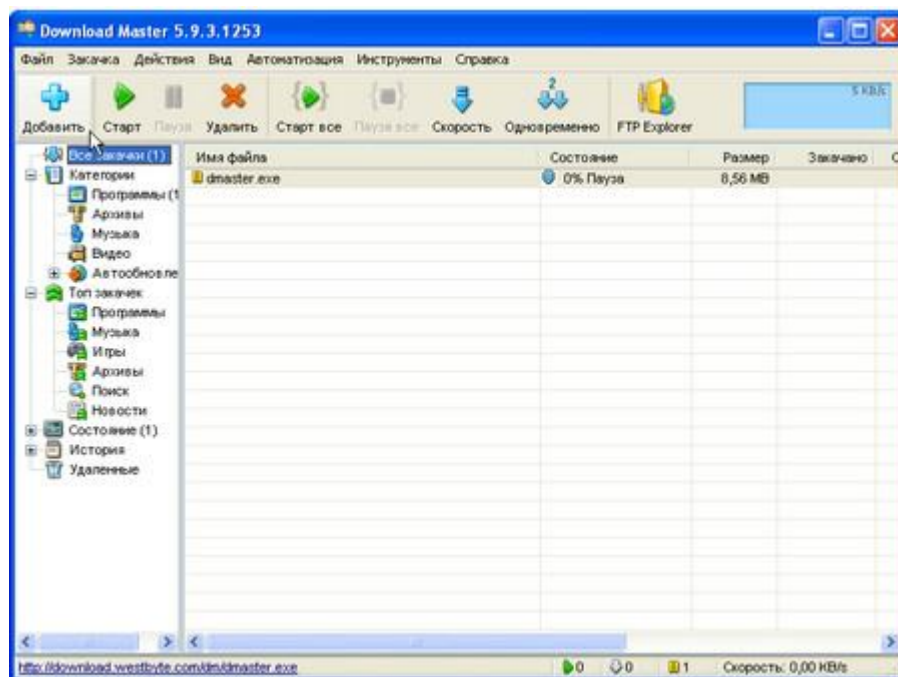 Download Master 5.9.3.1253
Файл Закачка Действия Вид Автоматизация Инструменты Справка
Добавить Старт Пауза Удалить Старт все Пауза все Скорость Одновременно FTP Explorer
2
5 KB/s
Все закачки (1)
Категории
Программы (1
Архивы
Музыка
Видео
Автообновле
Топ закачек
Программы
Музыка
Игры
Архивы
Поиск
Новости
Состояние (1)
История
Удаленные
Имя файла Состояние Размер Закачано С
dmaster.exe 0% Пауза 8,56 MB
http://download.westbyte.com/dm/dmaster.exe 0 0 1 Скорость: 0,00 KB/s